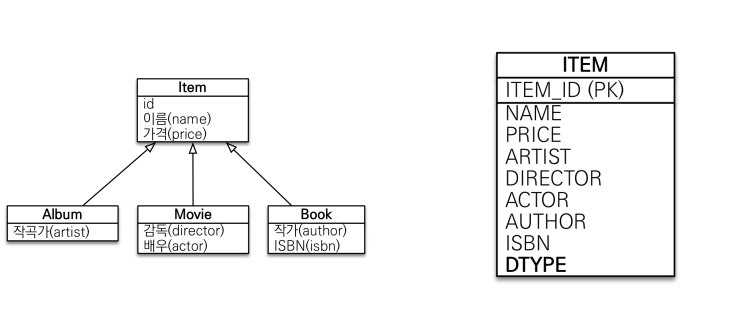 Item
id
이름(name)
가격(price)
Album
작곡가(artist)
Movie
감독(director)
배우(actor)
Book
작가(author)
ISBN(isbn)
ITEM
ITEM_ID (PK)
NAME
PRICE
ARTIST
DIRECTOR
ACTOR
AUTHOR
ISBN
DTYPE